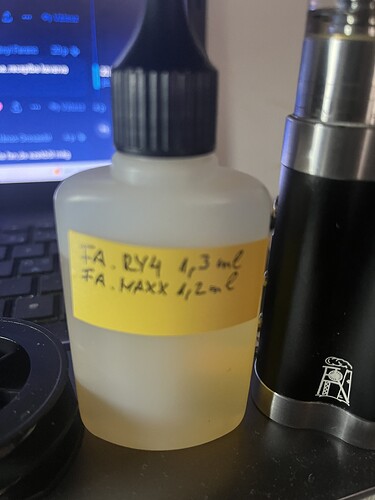 FA. RY4 1,3 ml
FA. MAXX 1,2 ml